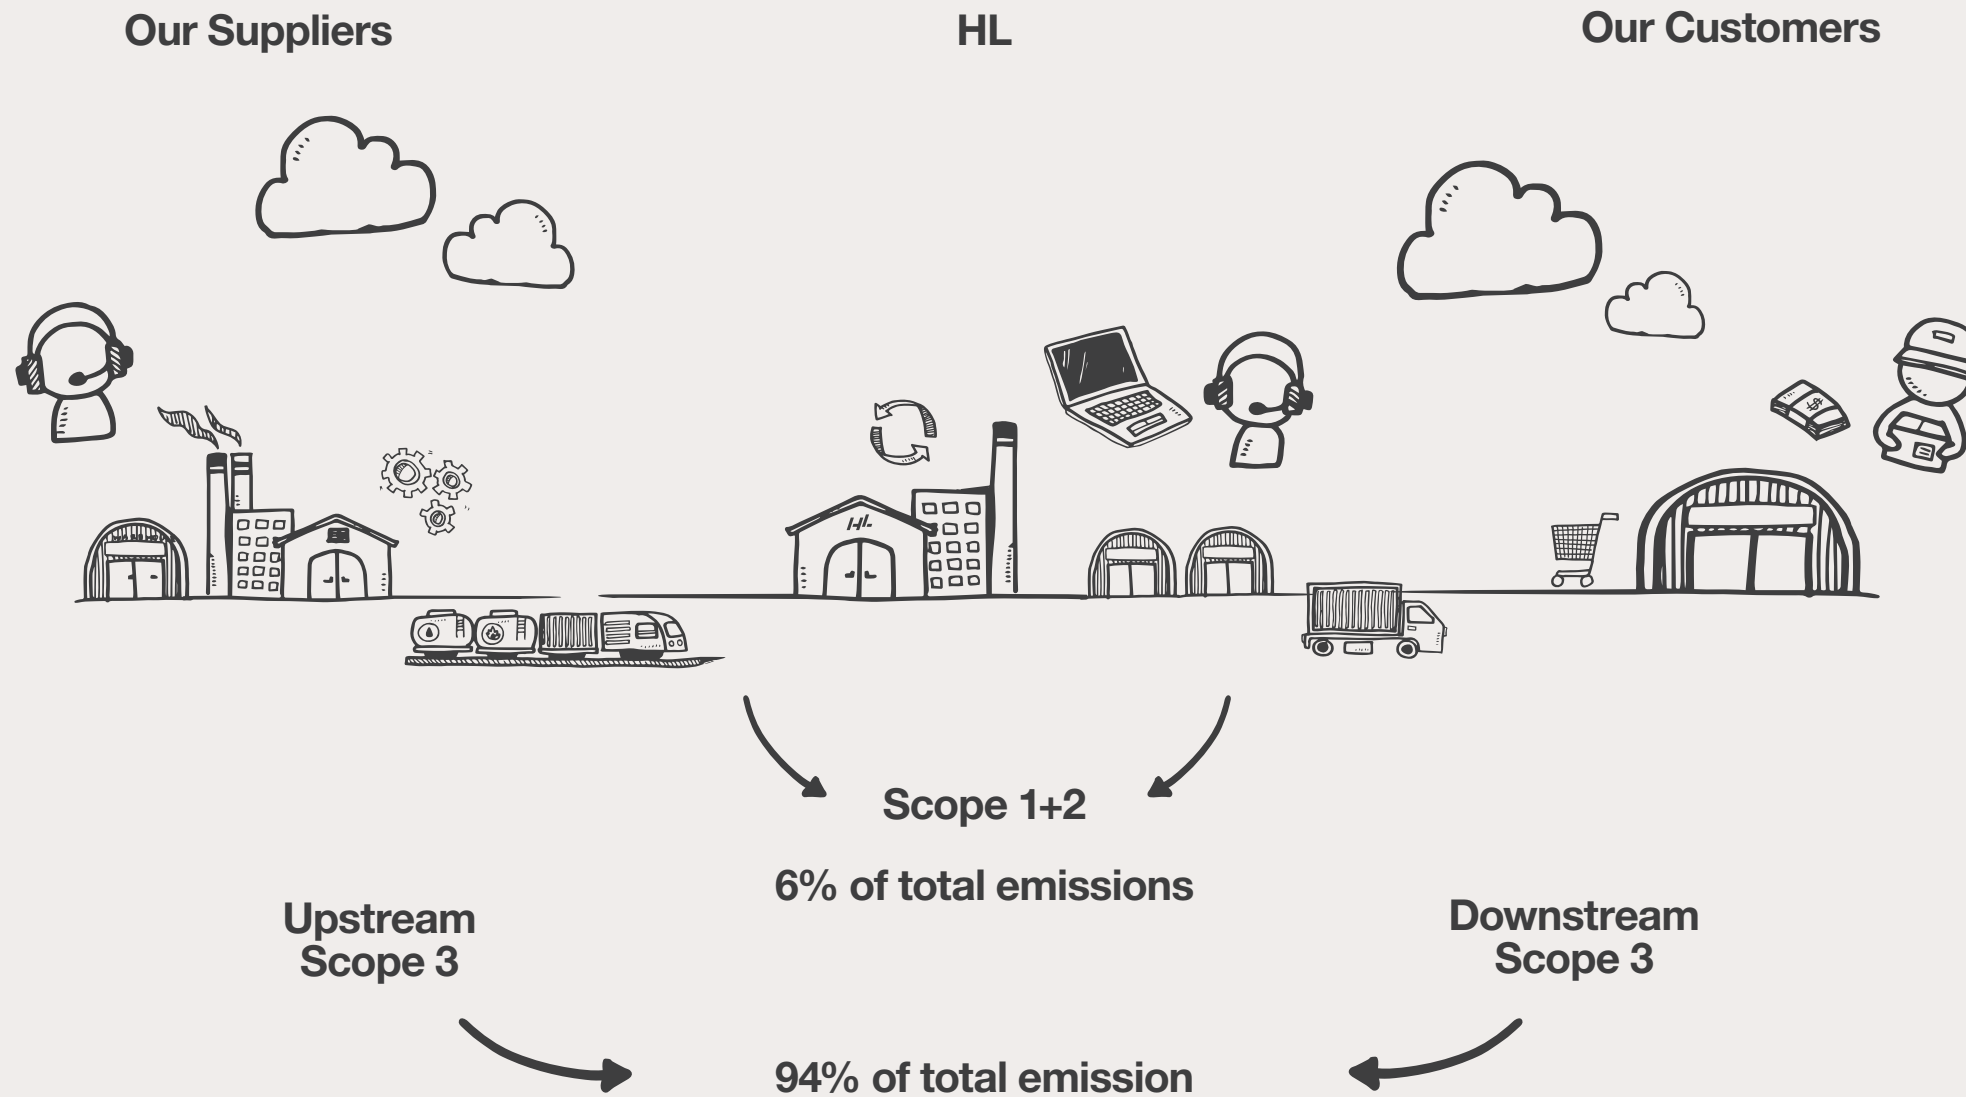 Our Suppliers
HL
Our Customers
HL
Scope 1+2
6% of total emissions
Upstream
Scope 3
Downstream
Scope 3
94% of total emission